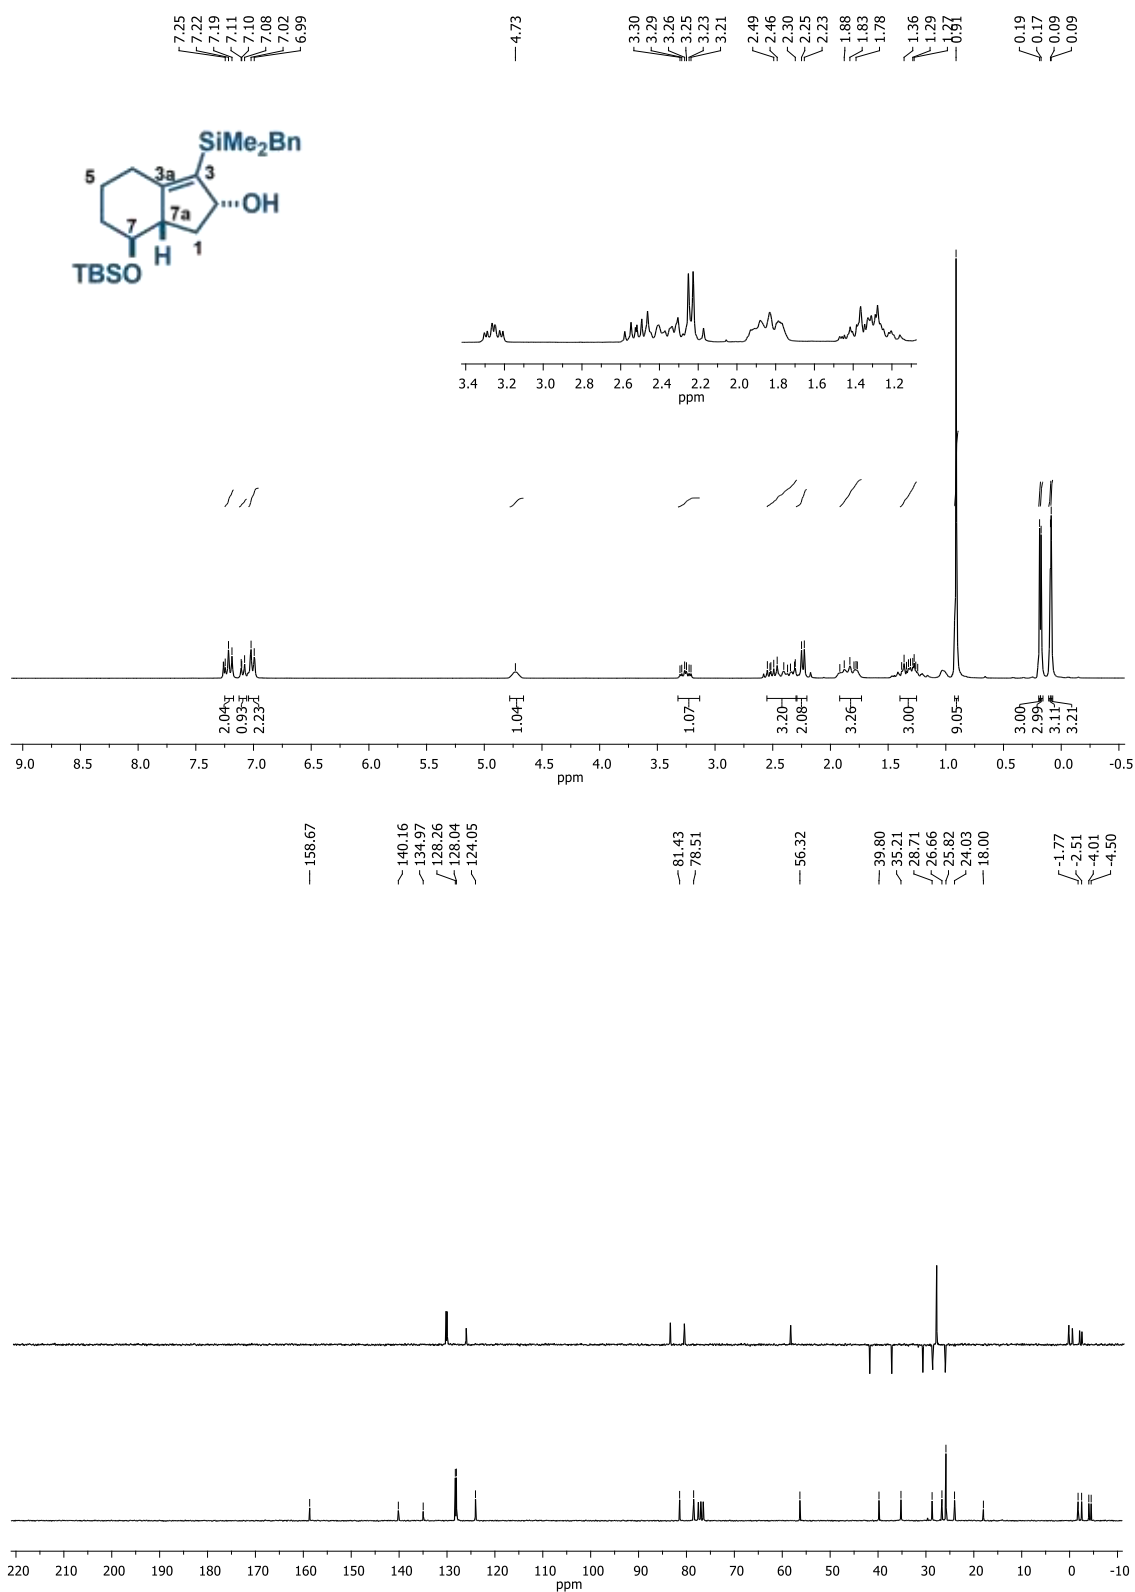 7.25 7.22 7.19 7.11 7.10 7.08 7.02 6.99 4.73 3.30 3.29 3.26 3.25 3.23 3.21 2.49 2.46 2.30 2.25 2.23 1.88 1.83 1.78 1.36 1.29 1.27 0.91 0.19 0.17 0.09 0.09
SiMe2Bn
5 3a 3
7 7a OH
H 1
TBSO
3.4 3.2 3.0 2.8 2.6 2.4 2.2 2.0 1.8 1.6 1.4 1.2
ppm
2.04 0.93 2.23 1.04 1.07 3.20 2.08 3.26 3.00 9.05 3.00 2.99 3.11 3.21
9.0 8.5 8.0 7.5 7.0 6.5 6.0 5.5 5.0 4.5 4.0 3.5 3.0 2.5 2.0 1.5 1.0 0.5 0.0 -0.5
ppm
158.67 140.16 134.97 128.26 128.04 124.05 81.43 78.51 56.32 39.80 35.21 28.71 26.66 25.82 24.03 18.00 -1.77 -2.51 -4.01 -4.50
220 210 200 190 180 170 160 150 140 130 120 110 100 90 80 70 60 50 40 30 20 10 0 -10
ppm